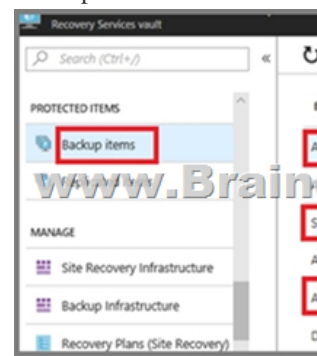 Recovery Services vault
Search (Ctrl+/)
«
PROTECTED ITEMS
Backup items
www.Brain
MANAGE
Site Recovery Infrastructure
Backup Infrastructure
Recovery Plans (Site Recovery)